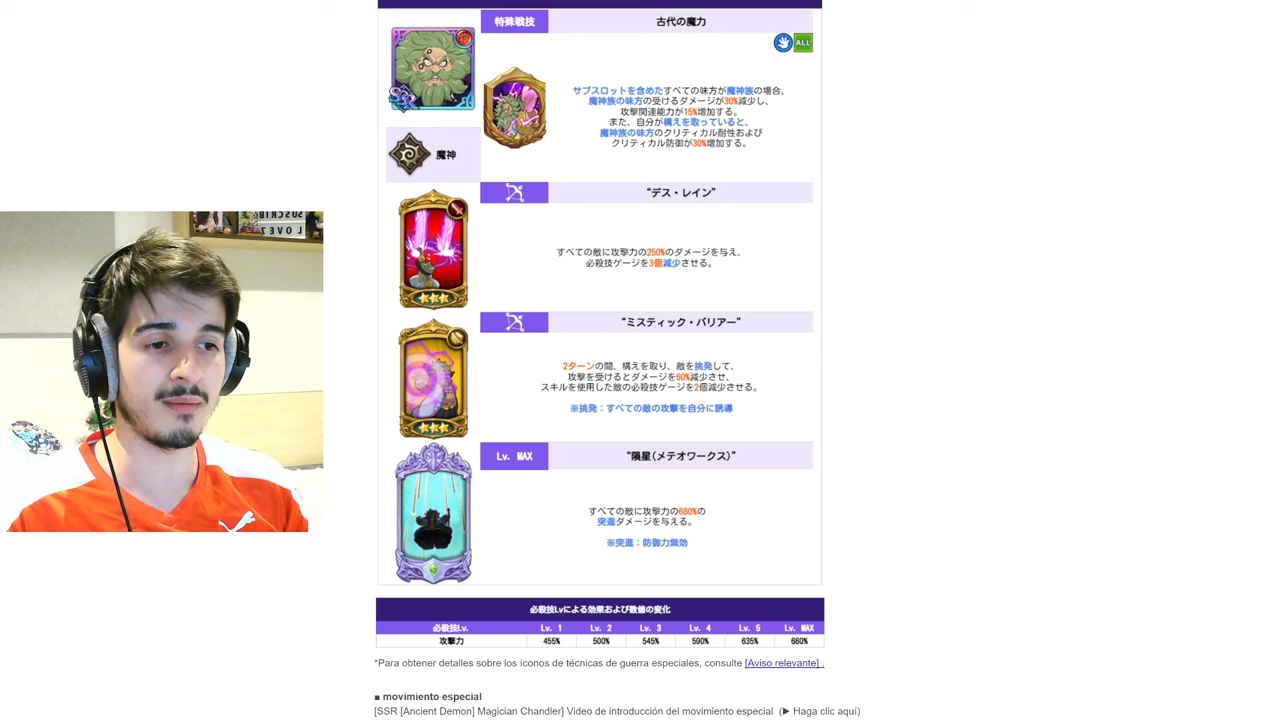 特殊戦技
古代の魔力
ALL
サブスロットを含めたすべての味方が魔神族の場合、
魔神族の味方の受けるダメージが30%減少し、
攻撃関連能力が15%増加する。
また、自分が構えを取っていると、
魔神族の味方のクリティカル耐性および
クリティカル防御が30%増加する。
SSR
魔神
“デス・レイン”
すべての敵に攻撃力の250%のダメージを与え、
必殺技ゲージを3個減少させる。
“ミスティック・バリアー”
2ターンの間、構えを取り、敵を挑発して、
攻撃を受けるとダメージを60%減少させ、
スキルを使用した敵の必殺技ゲージを2個減少させる。
※挑発：すべての敵の攻撃を自分に誘導
Lv. MAX
“隕星(メテオワークス)”
すべての敵に攻撃力の680%の
突進ダメージを与える。
※突進：防御力無効
必殺技Lvによる効果および数値の変化
必殺技Lv. Lv. 1 Lv. 2 Lv. 3 Lv. 4 Lv. 5 Lv. MAX
攻撃力 455% 500% 545% 590% 635% 680%
*Para obtener detalles sobre los iconos de técnicas de guerra especiales, consulte [Aviso relevante] .
■ movimiento especial
[SSR [Ancient Demon] Magician Chandler] Video de introducción del movimiento especial (▶ Haga clic aquí)